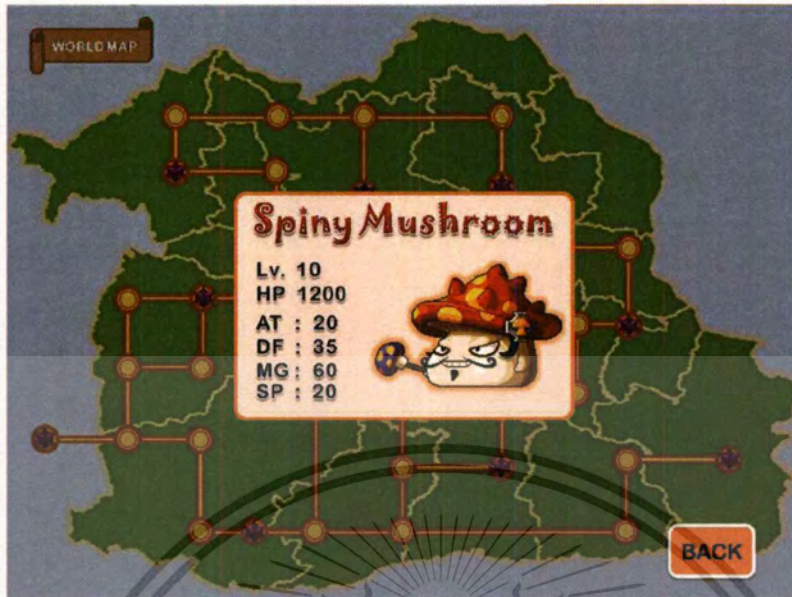 WORLD MAP
Spiny Mushroom
Lv. 10
HP 1200
AT : 20
DF : 35
MG : 60
SP : 20
BACK